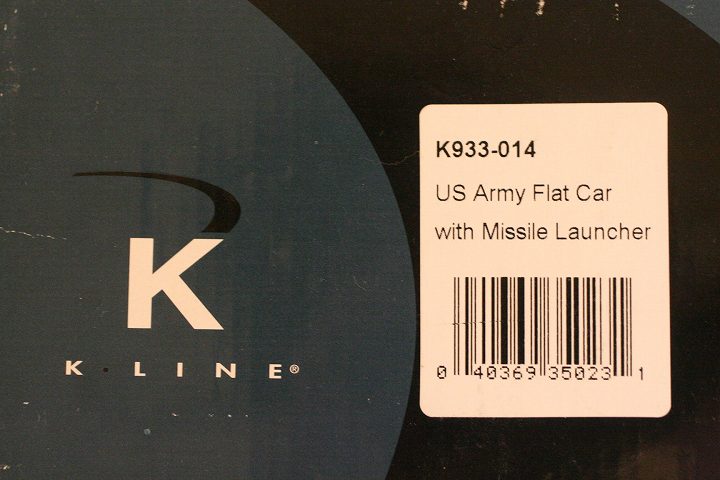 K
K·LINE®
K933-014
US Army Flat Car
with Missile Launcher
0 40369 35023 1